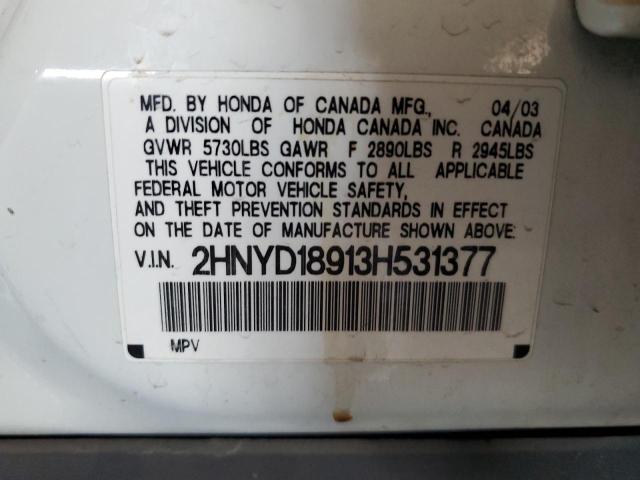 MFD. BY HONDA OF CANADA MFG., 04/03
A DIVISION OF HONDA CANADA INC. CANADA
GVWR 5730LBS GAWR F 2890LBS R 2945LBS
THIS VEHICLE CONFORMS TO ALL APPLICABLE
FEDERAL MOTOR VEHICLE SAFETY,
AND THEFT PREVENTION STANDARDS IN EFFECT
ON THE DATE OF MANUFACTURE SHOWN ABOVE:
V.I.N. 2HNYD18913H531377
MPV